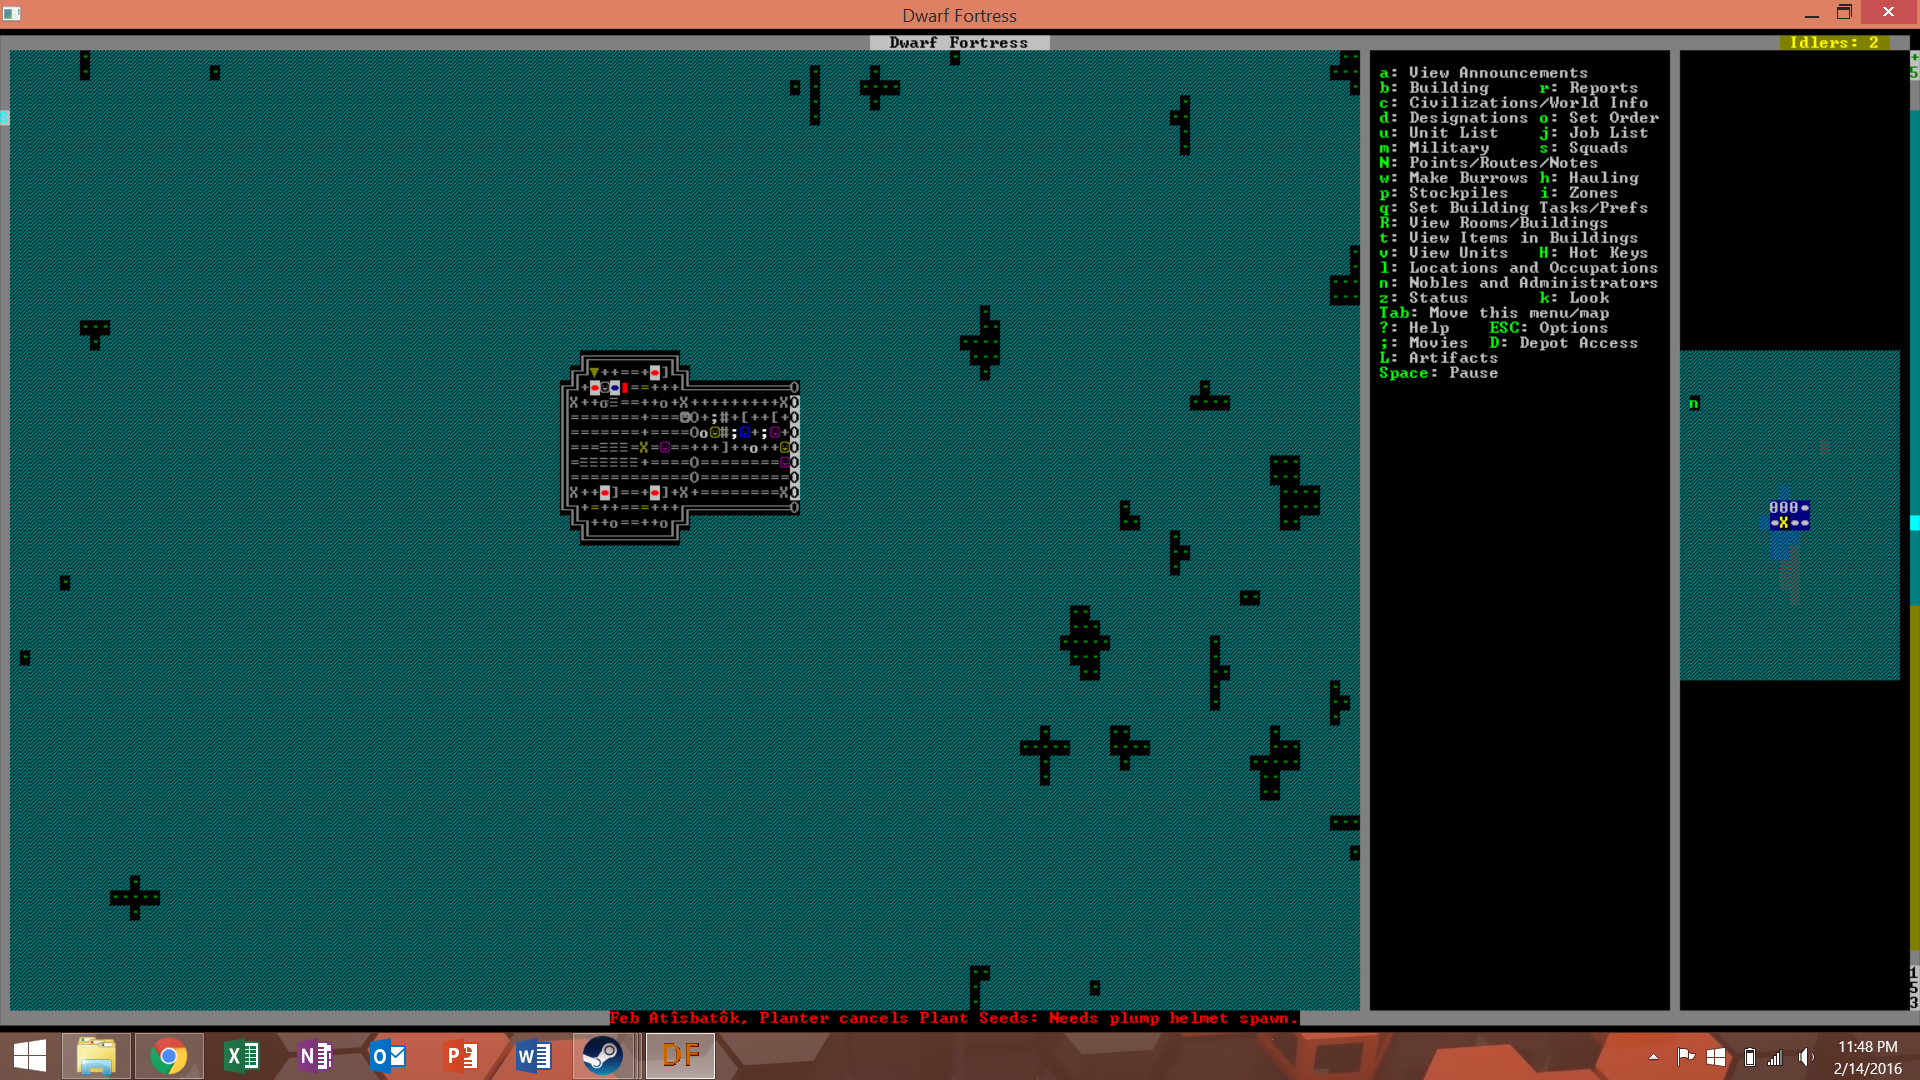 Dwarf Fortress
Dwarf Fortress
Idlers: 2
a: View Announcements
b: Building r: Reports
c: Civilizations/World Info
d: Designations o: Set Order
u: Unit List j: Job List
m: Military s: Squads
N: Points/Routes/Notes
w: Make Burrows h: Hauling
p: Stockpiles i: Zones
q: Set Building Tasks/Prefs
R: View Rooms/Buildings
t: View Items in Buildings
v: View Units H: Hot Keys
l: Locations and Occupations
n: Nobles and Administrators
z: Status k: Look
Tab: Move this menu/map
?: Help ESC: Options
;: Movies D: Depot Access
L: Artifacts
Space: Pause
Feb Atîsbatôk, Planter cancels Plant Seeds: Needs plump helmet spawn.
DF
11:48 PM
2/14/2016